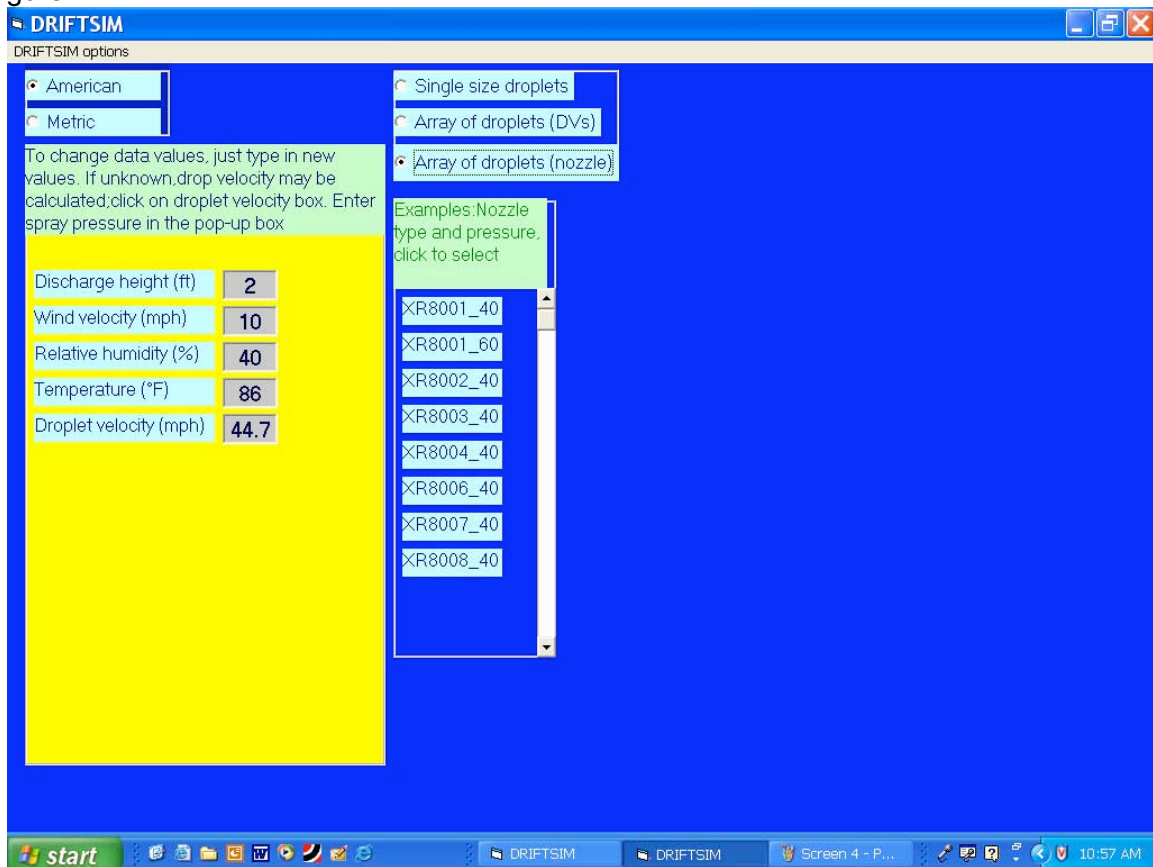 DRIFTSIM
DRIFTSIM options
American
Metric
To change data values, just type in new
values. If unknown,drop velocity may be
calculated;click on droplet velocity box. Enter
spray pressure in the pop-up box
Discharge height (ft) 2
Wind velocity (mph) 10
Relative humidity (%) 40
Temperature (°F) 86
Droplet velocity (mph) 44.7
Single size droplets
Array of droplets (DVs)
Array of droplets (nozzle)
Examples:Nozzle
type and pressure,
click to select
XR8001_40
XR8001_60
XR8002_40
XR8003_40
XR8004_40
XR8006_40
XR8007_40
XR8008_40
start DRIFTSIM DRIFTSIM Screen 4 - P... 10:57 AM